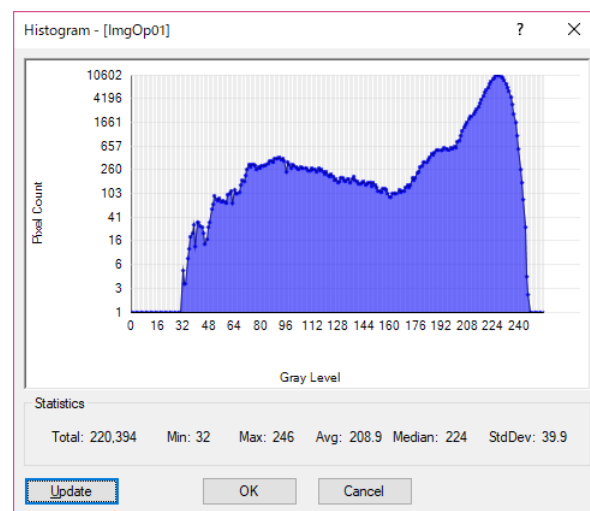 Histogram - [ImgOp01] ? ×
10602
4196
1661
657
260
103
41
16
6
3
1
Pixel Count
0 16 32 48 64 80 96 112 128 144 160 176 192 208 224 240
Gray Level
Statistics
Total: 220,394 Min: 32 Max: 246 Avg: 208.9 Median: 224 StdDev: 39.9
Update OK Cancel